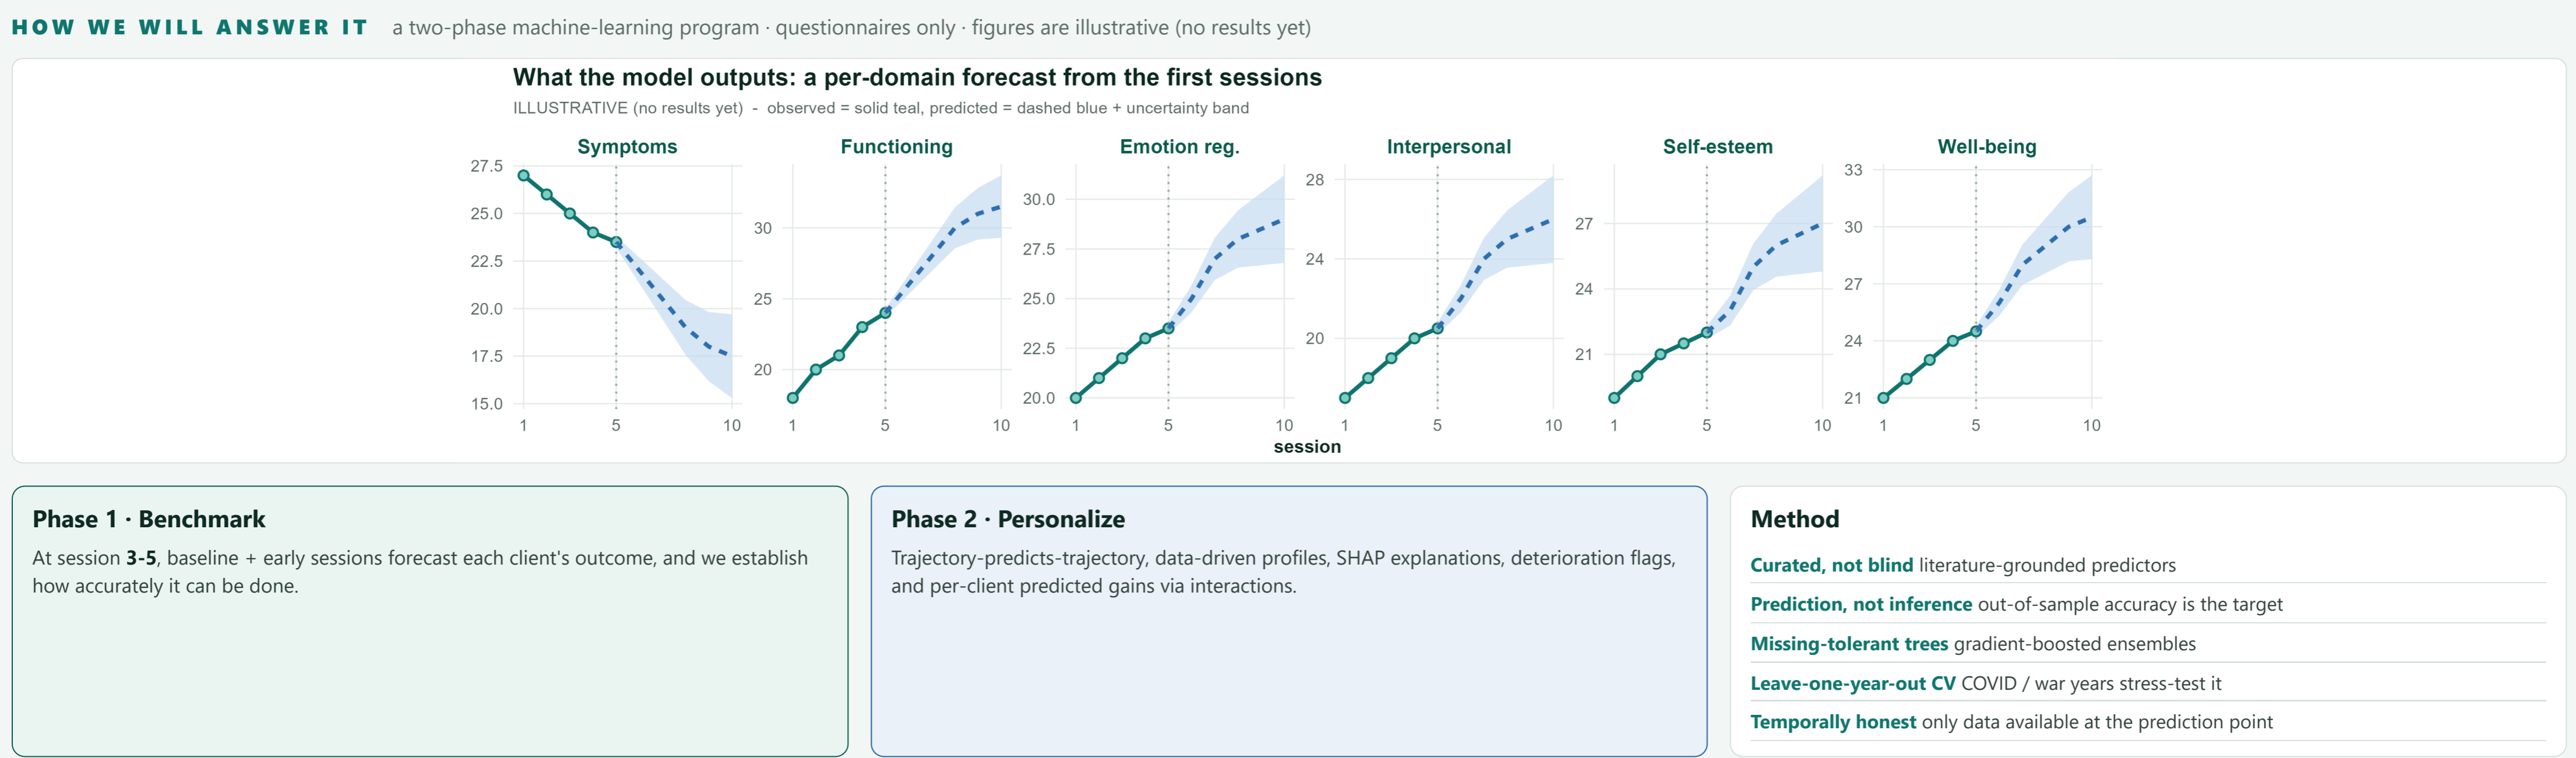 HOW WE WILL ANSWER IT a two-phase machine-learning program · questionnaires only · figures are illustrative (no results yet)
What the model outputs: a per-domain forecast from the first sessions
ILLUSTRATIVE (no results yet) - observed = solid teal, predicted = dashed blue + uncertainty band
Symptoms
27.5
25.0
22.5
20.0
17.5
15.0
1 5 10
Functioning
30
25
20
1 5 10
Emotion reg.
30.0
27.5
25.0
22.5
20.0
1 5 10
Interpersonal
28
24
20
1 5 10
Self-esteem
27
24
21
1 5 10
Well-being
33
30
27
24
21
1 5 10
session
Phase 1 · Benchmark
At session 3-5, baseline + early sessions forecast each client's outcome, and we establish
how accurately it can be done.
Phase 2 · Personalize
Trajectory-predicts-trajectory, data-driven profiles, SHAP explanations, deterioration flags,
and per-client predicted gains via interactions.
Method
Curated, not blind literature-grounded predictors
Prediction, not inference out-of-sample accuracy is the target
Missing-tolerant trees gradient-boosted ensembles
Leave-one-year-out CV COVID / war years stress-test it
Temporally honest only data available at the prediction point